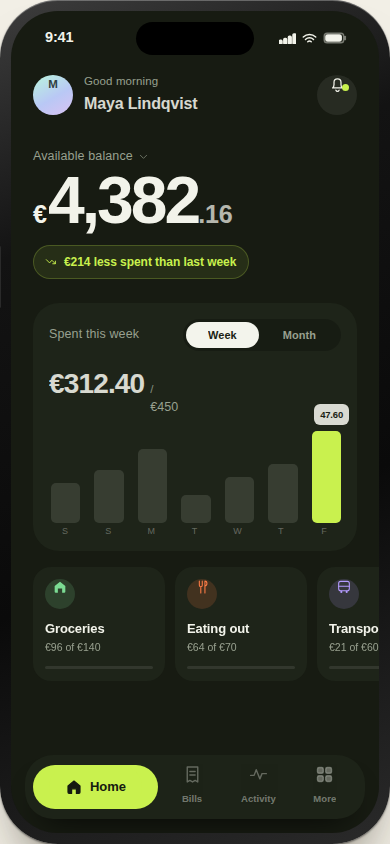 9:41
M
Good morning
Maya Lindqvist
Available balance
€4,382.16
€214 less spent than last week
Spent this week
Week
Month
€312.40 /
€450
47.60
S S M T W T F
Groceries
€96 of €140
Eating out
€64 of €70
Transpo
€21 of €60
Home
Bills
Activity
More